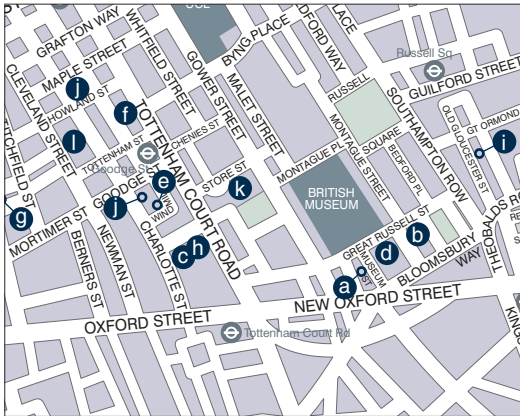 UCL
GRAFTON WAY
MAPLE STREET
HOWLAND ST
CLEVELAND STREET
WHITFIELD STREET
BYNG PLACE
BEDFORD WAY
PLACE
Russell Sq
GUILFORD STREET
RUSSELL
SQUARE
SOUTHAMPTON ROW
OLD GLOUCESTER ST
GT ORMOND
j
f
l
i
GOWER STREET
MALET STREET
TOTTENHAM COURT ROAD
CHENIES ST
TOTTENHAM ST
Goodge St
MONTAGUE PL
MONTAGUE STREET
BEDFORD PL
GOODGE
e
j
STORE ST
k
BRITISH
MUSEUM
g
MORTIMER ST
WIND
BERNERS ST
NEWMAN ST
CHARLOTTE ST
c
h
GREAT RUSSELL ST
MUSEUM
ST
a
d
b
BLOOMSBURY
WAY
NEW OXFORD STREET
OXFORD STREET
Tottenham Court Rd